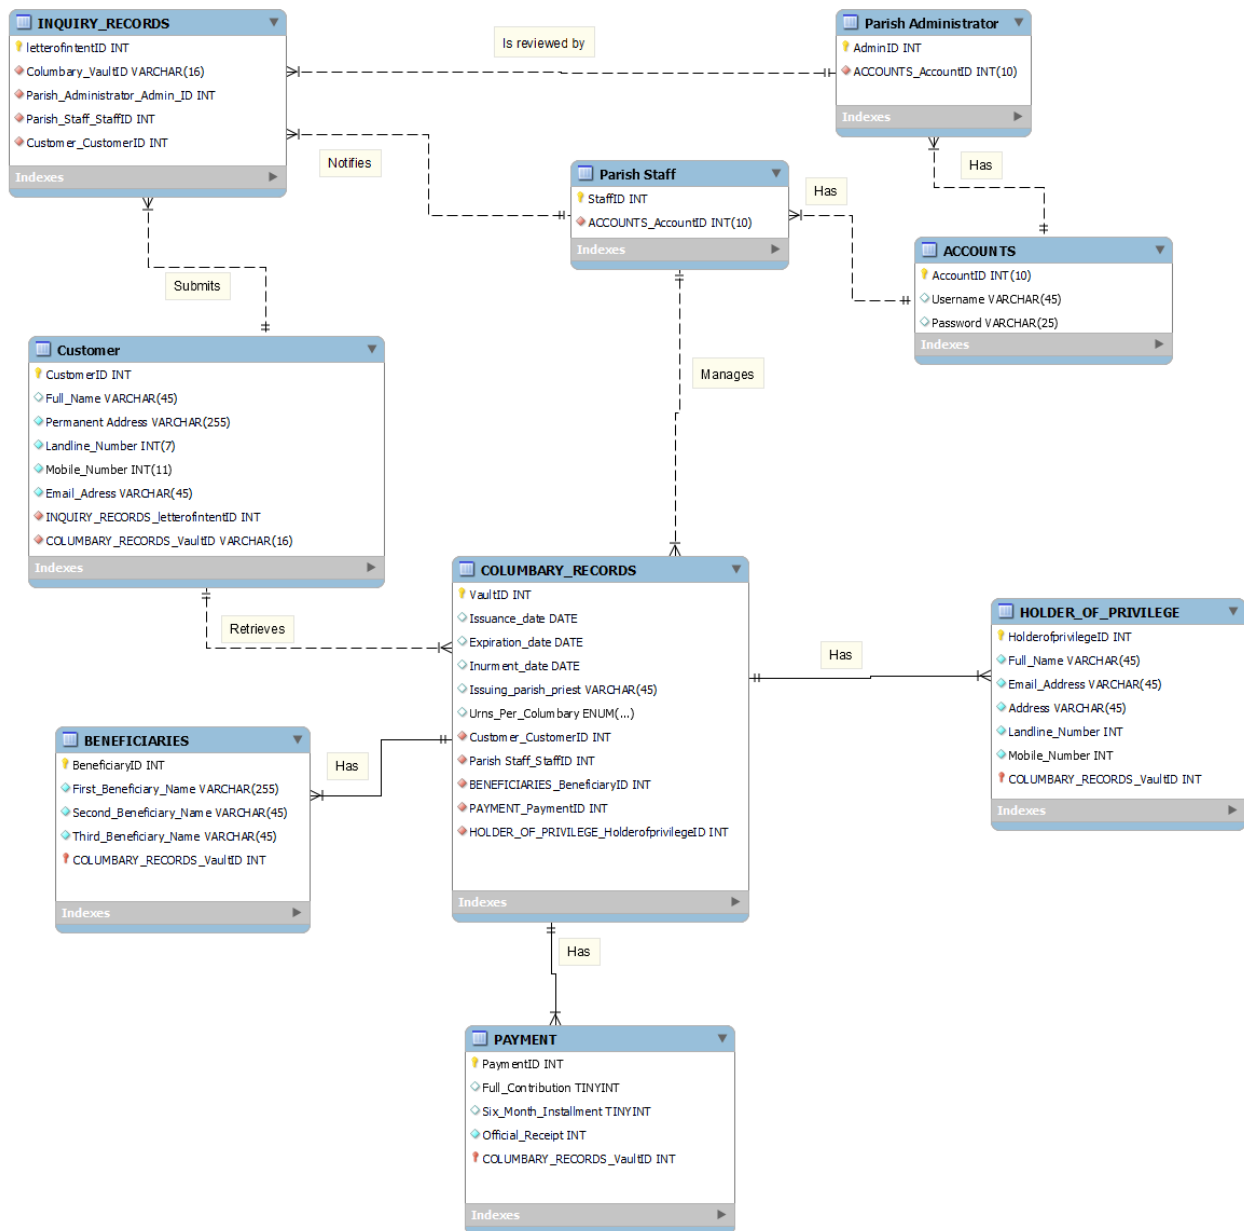 INQUIRY_RECORDS
letterofintentID INT
Columbary_VaultID VARCHAR(16)
Parish_Administrator_Admin_ID INT
Parish_Staff_StaffID INT
Customer_CustomerID INT
Indexes
Is reviewed by
Parish Administrator
AdminID INT
ACCOUNTS_AccountID INT(10)
Indexes
Notifies
Parish Staff
StaffID INT
ACCOUNTS_AccountID INT(10)
Indexes
Has
Has
ACCOUNTS
AccountID INT(10)
Username VARCHAR(45)
Password VARCHAR(25)
Indexes
Submits
Customer
CustomerID INT
Full_Name VARCHAR(45)
Permanent Address VARCHAR(255)
Landline_Number INT(7)
Mobile_Number INT(11)
Email_Adress VARCHAR(45)
INQUIRY_RECORDS_letterofintentID INT
COLUMBARY_RECORDS_VaultID VARCHAR(16)
Indexes
Manages
Retrieves
COLUMBARY_RECORDS
VaultID INT
Issuance_date DATE
Expiration_date DATE
Inurment_date DATE
Issuing_parish_priest VARCHAR(45)
Urns_Per_Columbary ENUM(...)
Customer_CustomerID INT
Parish Staff_StaffID INT
BENEFICIARIES_BeneficiaryID INT
PAYMENT_PaymentID INT
HOLDER_OF_PRIVILEGE_HolderofprivilegeID INT
Indexes
Has
HOLDER_OF_PRIVILEGE
HolderofprivilegeID INT
Full_Name VARCHAR(45)
Email_Address VARCHAR(45)
Address VARCHAR(45)
Landline_Number INT
Mobile_Number INT
COLUMBARY_RECORDS_VaultID INT
Indexes
BENEFICIARIES
BeneficiaryID INT
First_Beneficiary_Name VARCHAR(255)
Second_Beneficiary_Name VARCHAR(45)
Third_Beneficiary_Name VARCHAR(45)
COLUMBARY_RECORDS_VaultID INT
Indexes
Has
Has
PAYMENT
PaymentID INT
Full_Contribution TINYINT
Six_Month_Installment TINYINT
Official_Receipt INT
COLUMBARY_RECORDS_VaultID INT
Indexes